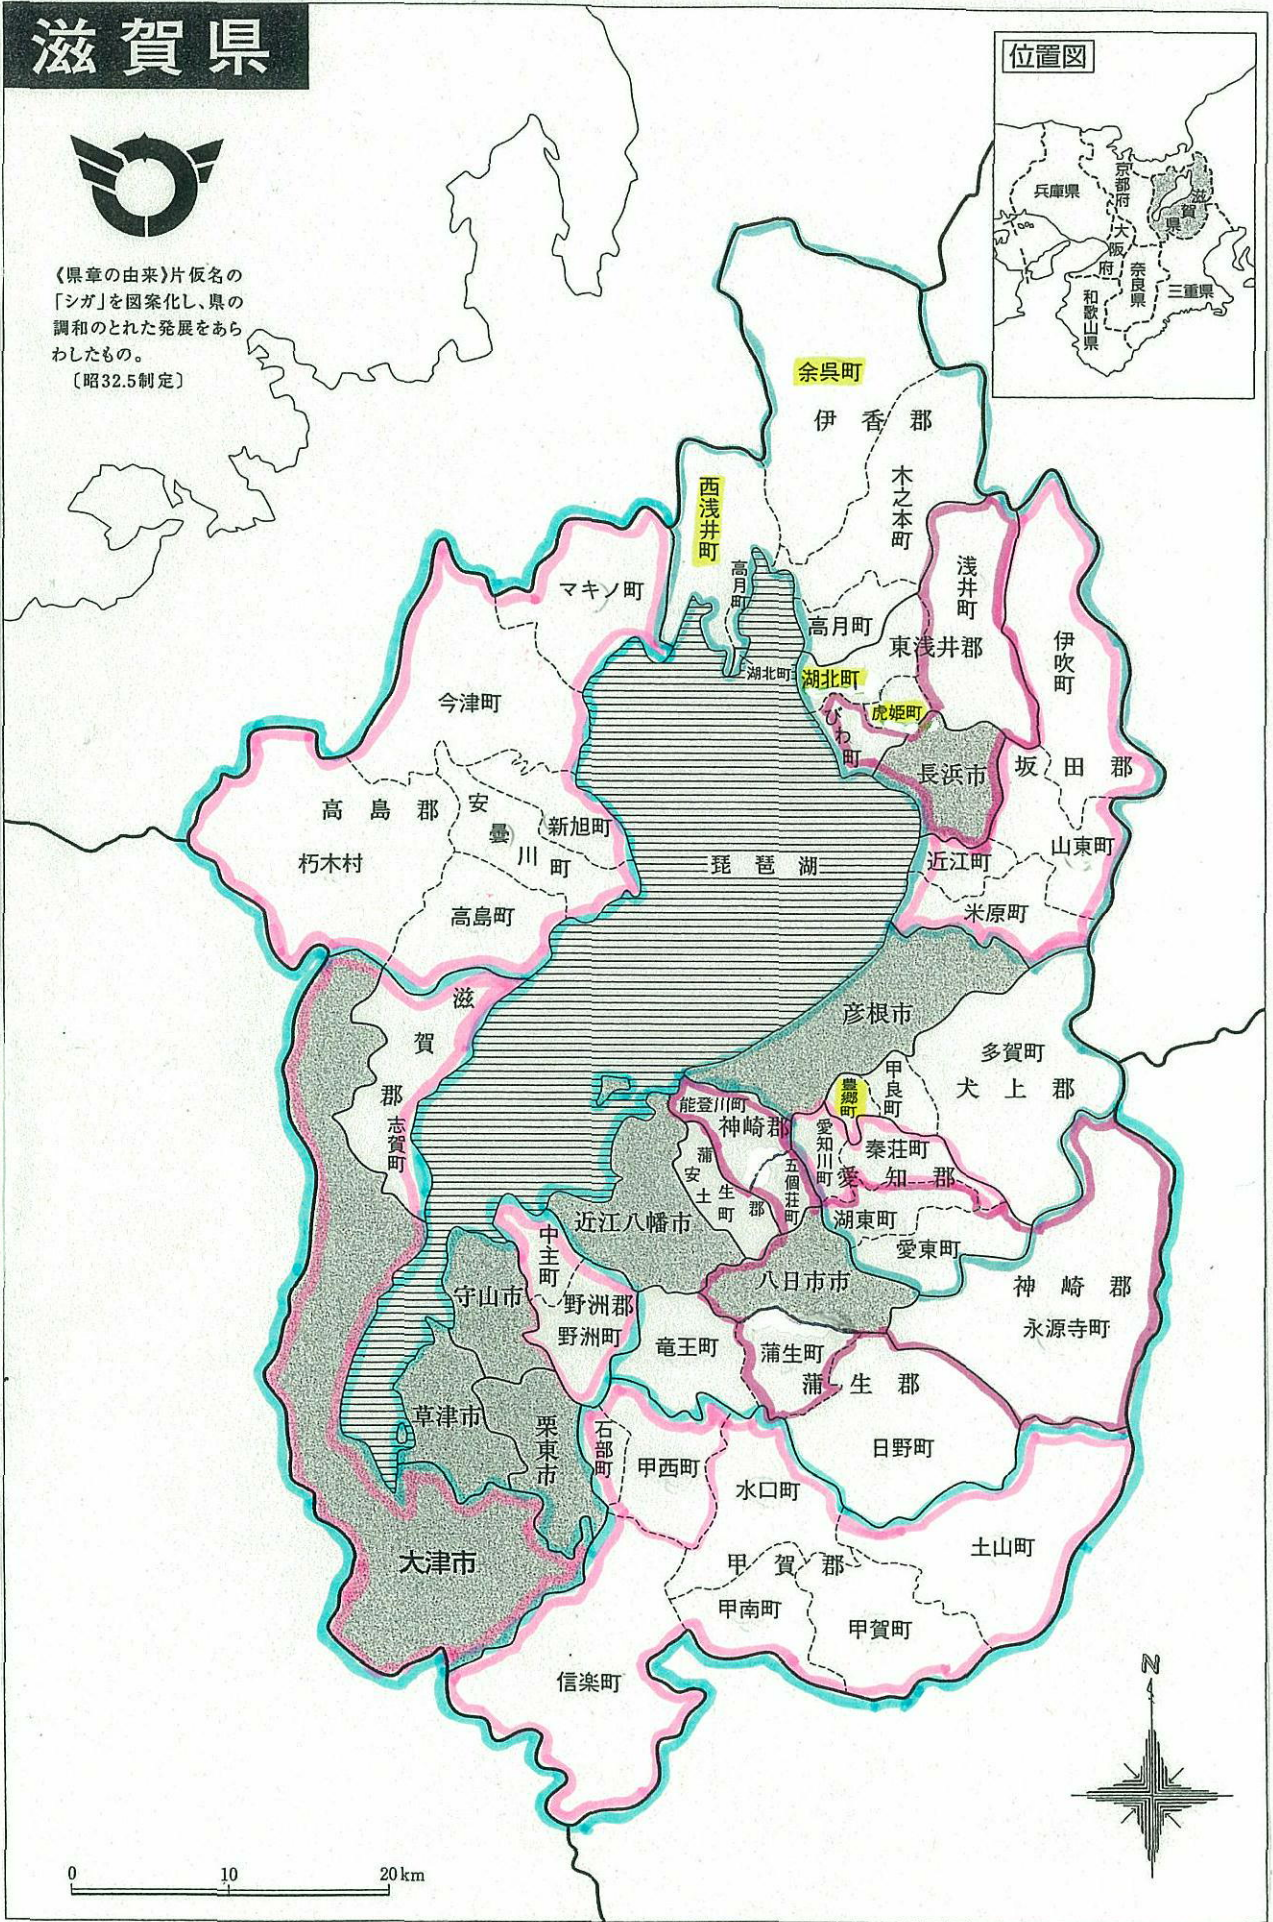 滋賀県
《県章の由来》片仮名の
「シガ」を図案化し、県の
調和のとれた発展をあら
わしたもの。
〔昭32.5制定〕
位置図
兵庫県
京都府
大阪府
滋賀県
奈良県
三重県
和歌山県
余呉町
伊香郡
木之本町
西浅井町
高月町
浅井町
マキノ町
高月町
東浅井郡
伊吹町
湖北町
湖北町
虎姫町
びわ町
今津町
長浜市
坂田郡
高島郡
安曇川町
新旭町
朽木村
琵琶湖
近江町
山東町
高島町
米原町
滋賀郡
彦根市
多賀町
犬上郡
甲良町
豊郷町
志賀町
能登川町
神崎郡
愛知川町
秦荘町
愛知郡
蒲生郡
安土町
五個荘町
湖東町
愛東町
近江八幡市
中主町
八日市市
神崎郡
永源寺町
守山市
野洲郡
野洲町
竜王町
蒲生町
蒲生郡
草津市
栗東市
石部町
甲西町
日野町
水口町
土山町
大津市
甲賀郡
甲南町
甲賀町
信楽町
N
0 10 20km